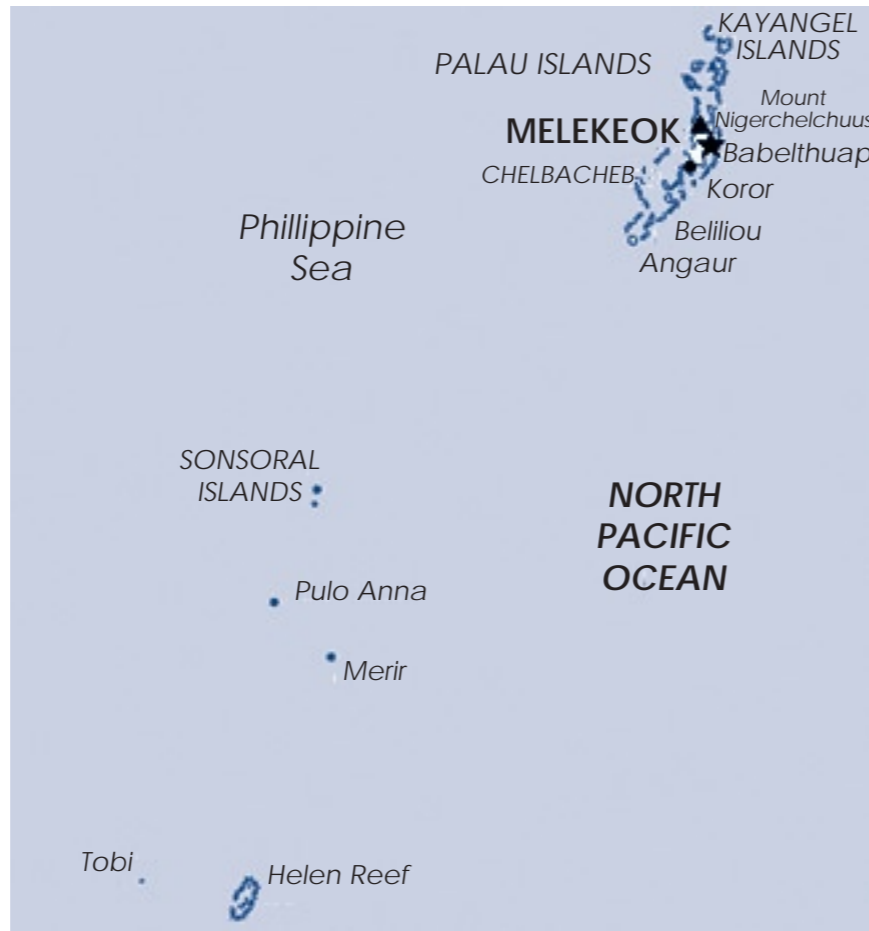 KAYANGEL
ISLANDS
PALAU ISLANDS
Mount
Nigerchelchuus
MELEKEOK
Babelthuap
CHELBACHEB
Koror
Beliliou
Angaur
Phillippine
Sea
SONSORAL
ISLANDS
NORTH
PACIFIC
OCEAN
Pulo Anna
Merir
Tobi
Helen Reef